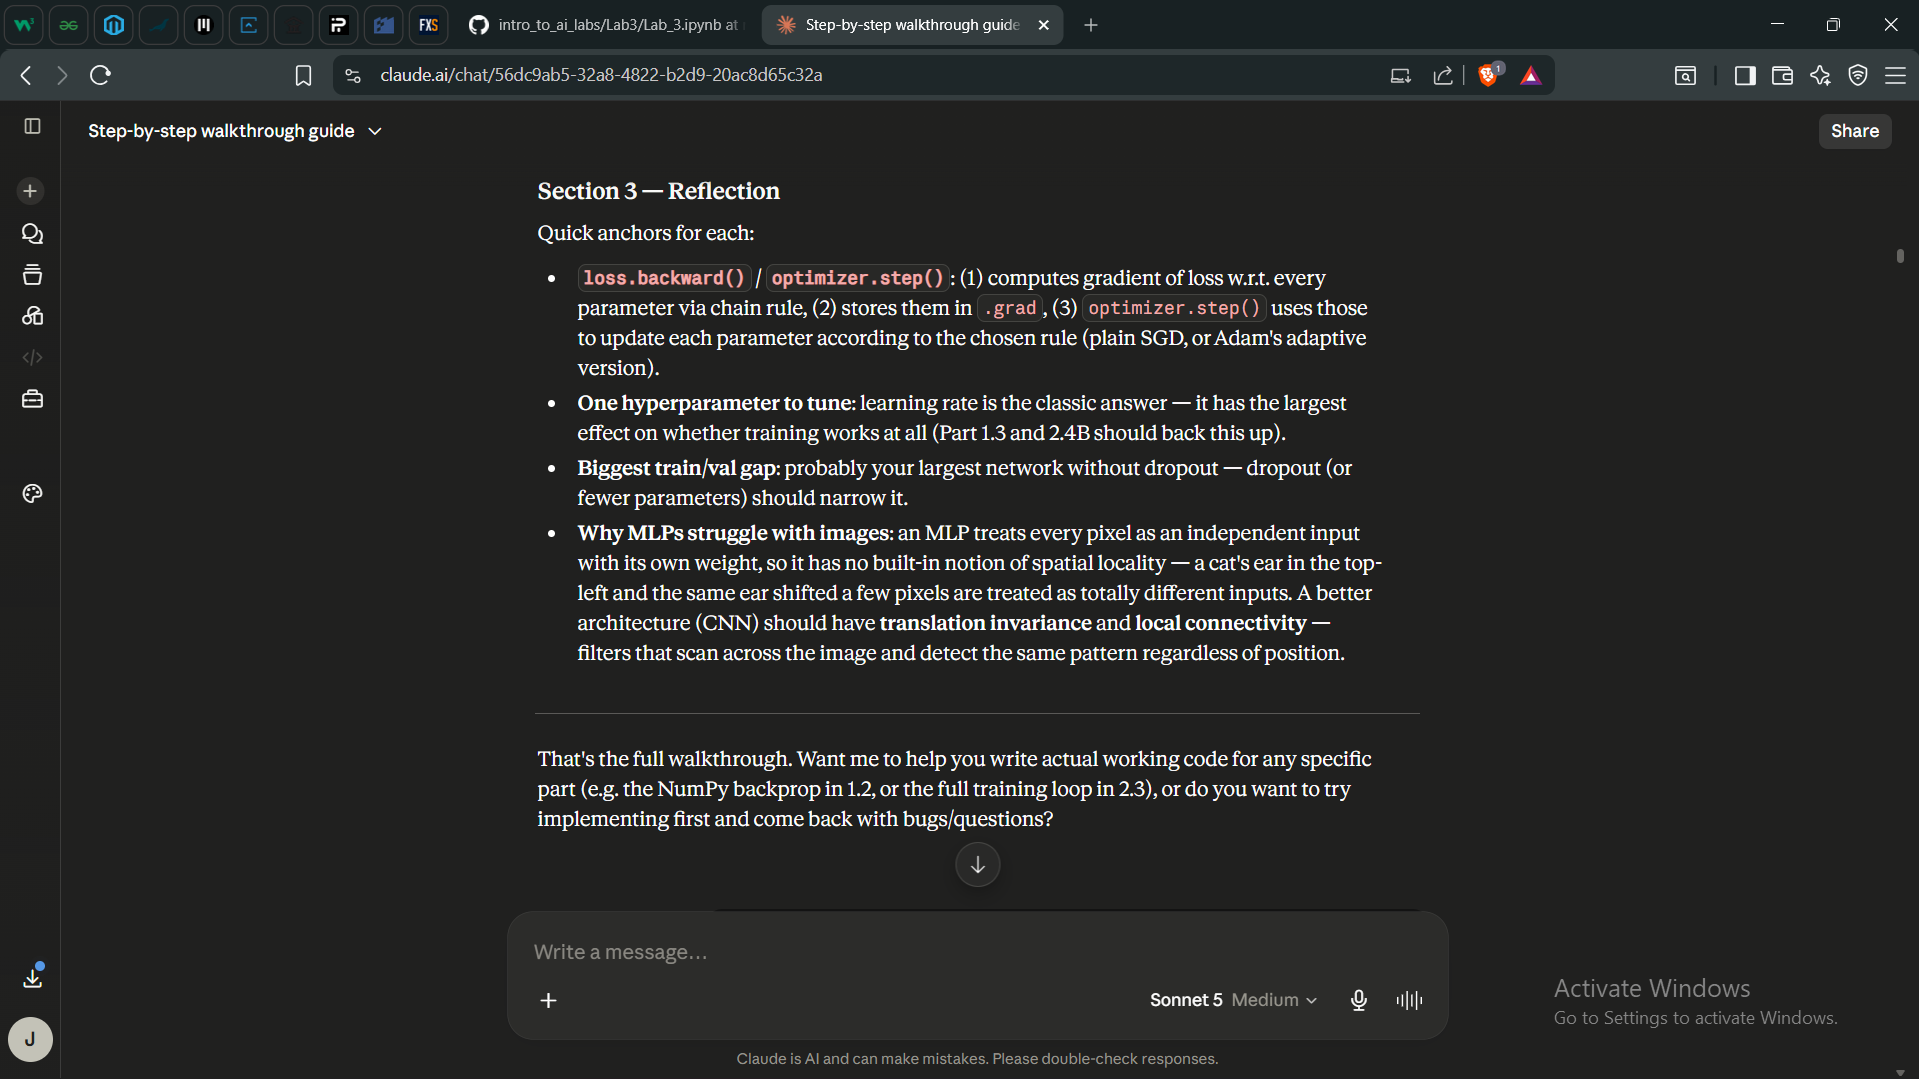 intro_to_ai_labs/Lab3/Lab_3.ipynb at
Step-by-step walkthrough guide
claude.ai/chat/56dc9ab5-32a8-4822-b2d9-20ac8d65c32a
1
Step-by-step walkthrough guide
Share
Section 3 — Reflection
Quick anchors for each:
loss.backward() / optimizer.step() : (1) computes gradient of loss w.r.t. every
parameter via chain rule, (2) stores them in .grad , (3) optimizer.step() uses those
to update each parameter according to the chosen rule (plain SGD, or Adam's adaptive
version).
One hyperparameter to tune: learning rate is the classic answer — it has the largest
effect on whether training works at all (Part 1.3 and 2.4B should back this up).
Biggest train/val gap: probably your largest network without dropout — dropout (or
fewer parameters) should narrow it.
Why MLPs struggle with images: an MLP treats every pixel as an independent input
with its own weight, so it has no built-in notion of spatial locality — a cat's ear in the top-
left and the same ear shifted a few pixels are treated as totally different inputs. A better
architecture (CNN) should have translation invariance and local connectivity —
filters that scan across the image and detect the same pattern regardless of position.
That's the full walkthrough. Want me to help you write actual working code for any specific
part (e.g. the NumPy backprop in 1.2, or the full training loop in 2.3), or do you want to try
implementing first and come back with bugs/questions?
Write a message...
Sonnet 5 Medium
Activate Windows
Go to Settings to activate Windows.
J
Claude is AI and can make mistakes. Please double-check responses.